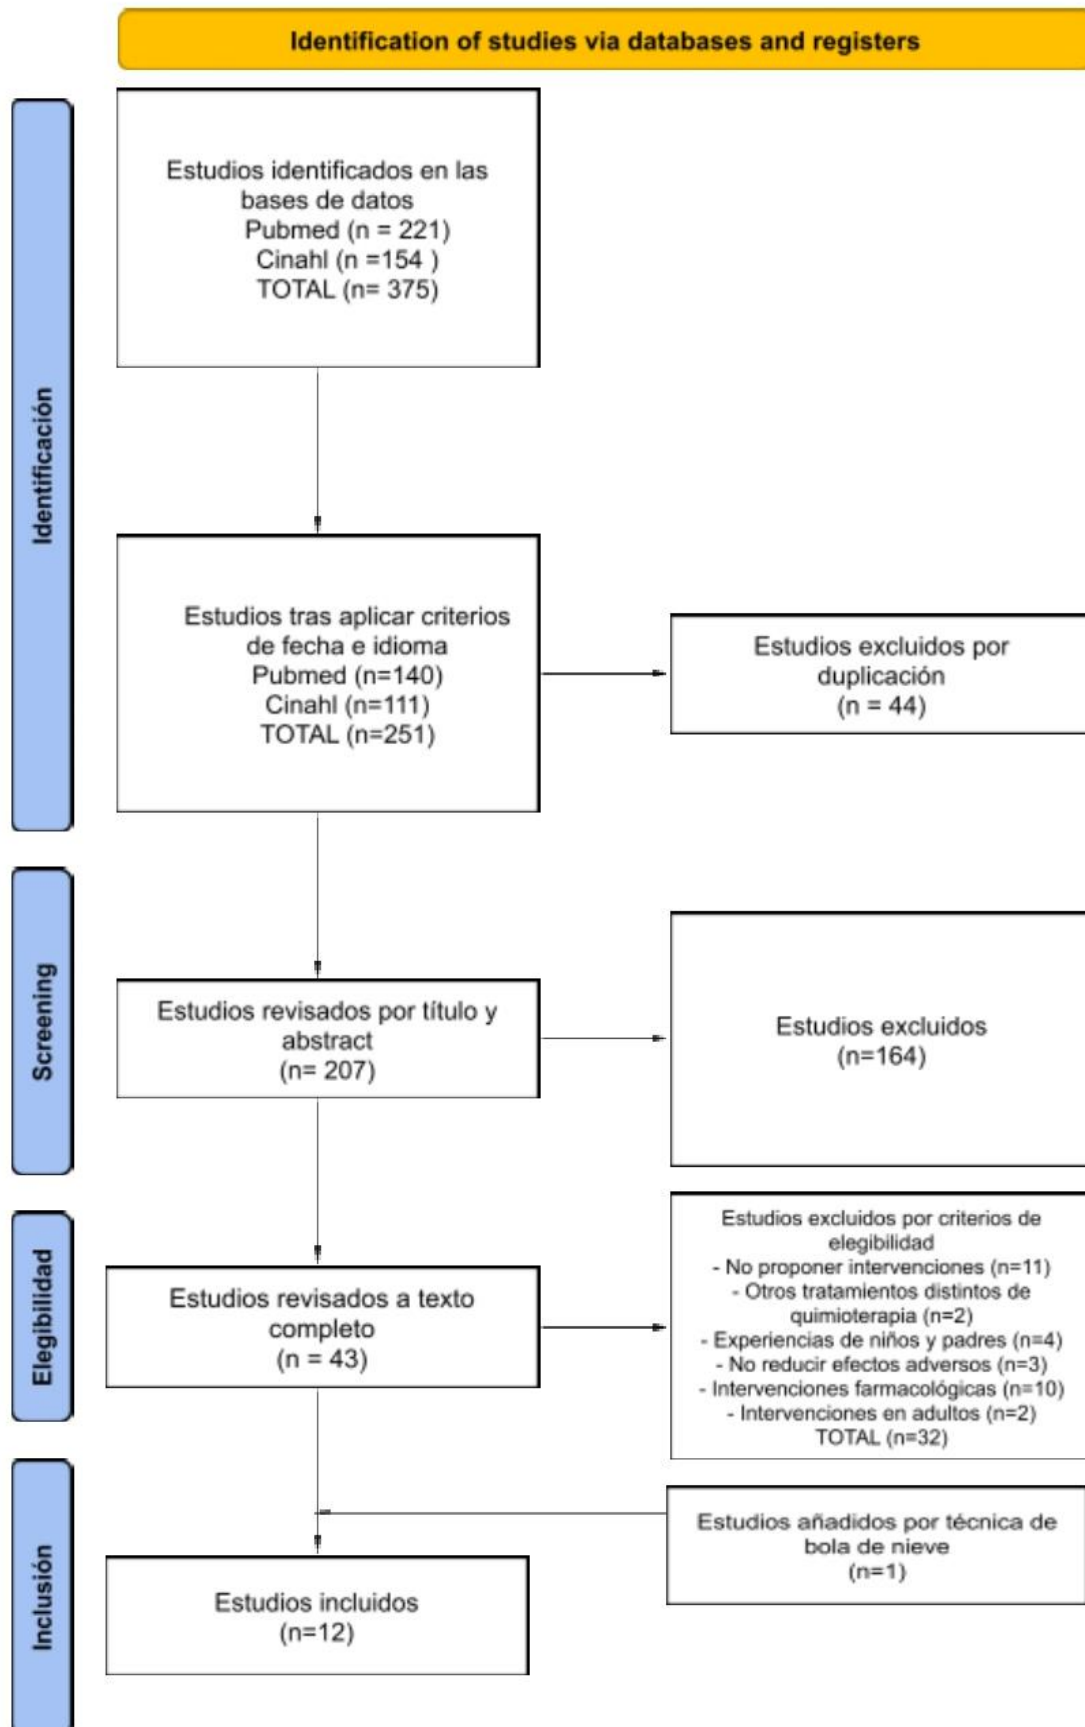 Identification of studies via databases and registers
Identificación
Estudios identificados en las
bases de datos
Pubmed (n = 221)
Cinahl (n =154 )
TOTAL (n= 375)
Estudios tras aplicar criterios
de fecha e idioma
Pubmed (n=140)
Cinahl (n=111)
TOTAL (n=251)
Estudios excluidos por
duplicación
(n = 44)
Screening
Estudios revisados por título y
abstract
(n= 207)
Estudios excluidos
(n=164)
Elegibilidad
Estudios revisados a texto
completo
(n = 43)
Estudios excluidos por criterios de
elegibilidad
- No proponer intervenciones (n=11)
- Otros tratamientos distintos de
quimioterapia (n=2)
- Experiencias de niños y padres (n=4)
- No reducir efectos adversos (n=3)
- Intervenciones farmacológicas (n=10)
- Intervenciones en adultos (n=2)
TOTAL (n=32)
Inclusión
Estudios añadidos por técnica de
bola de nieve
(n=1)
Estudios incluidos
(n=12)